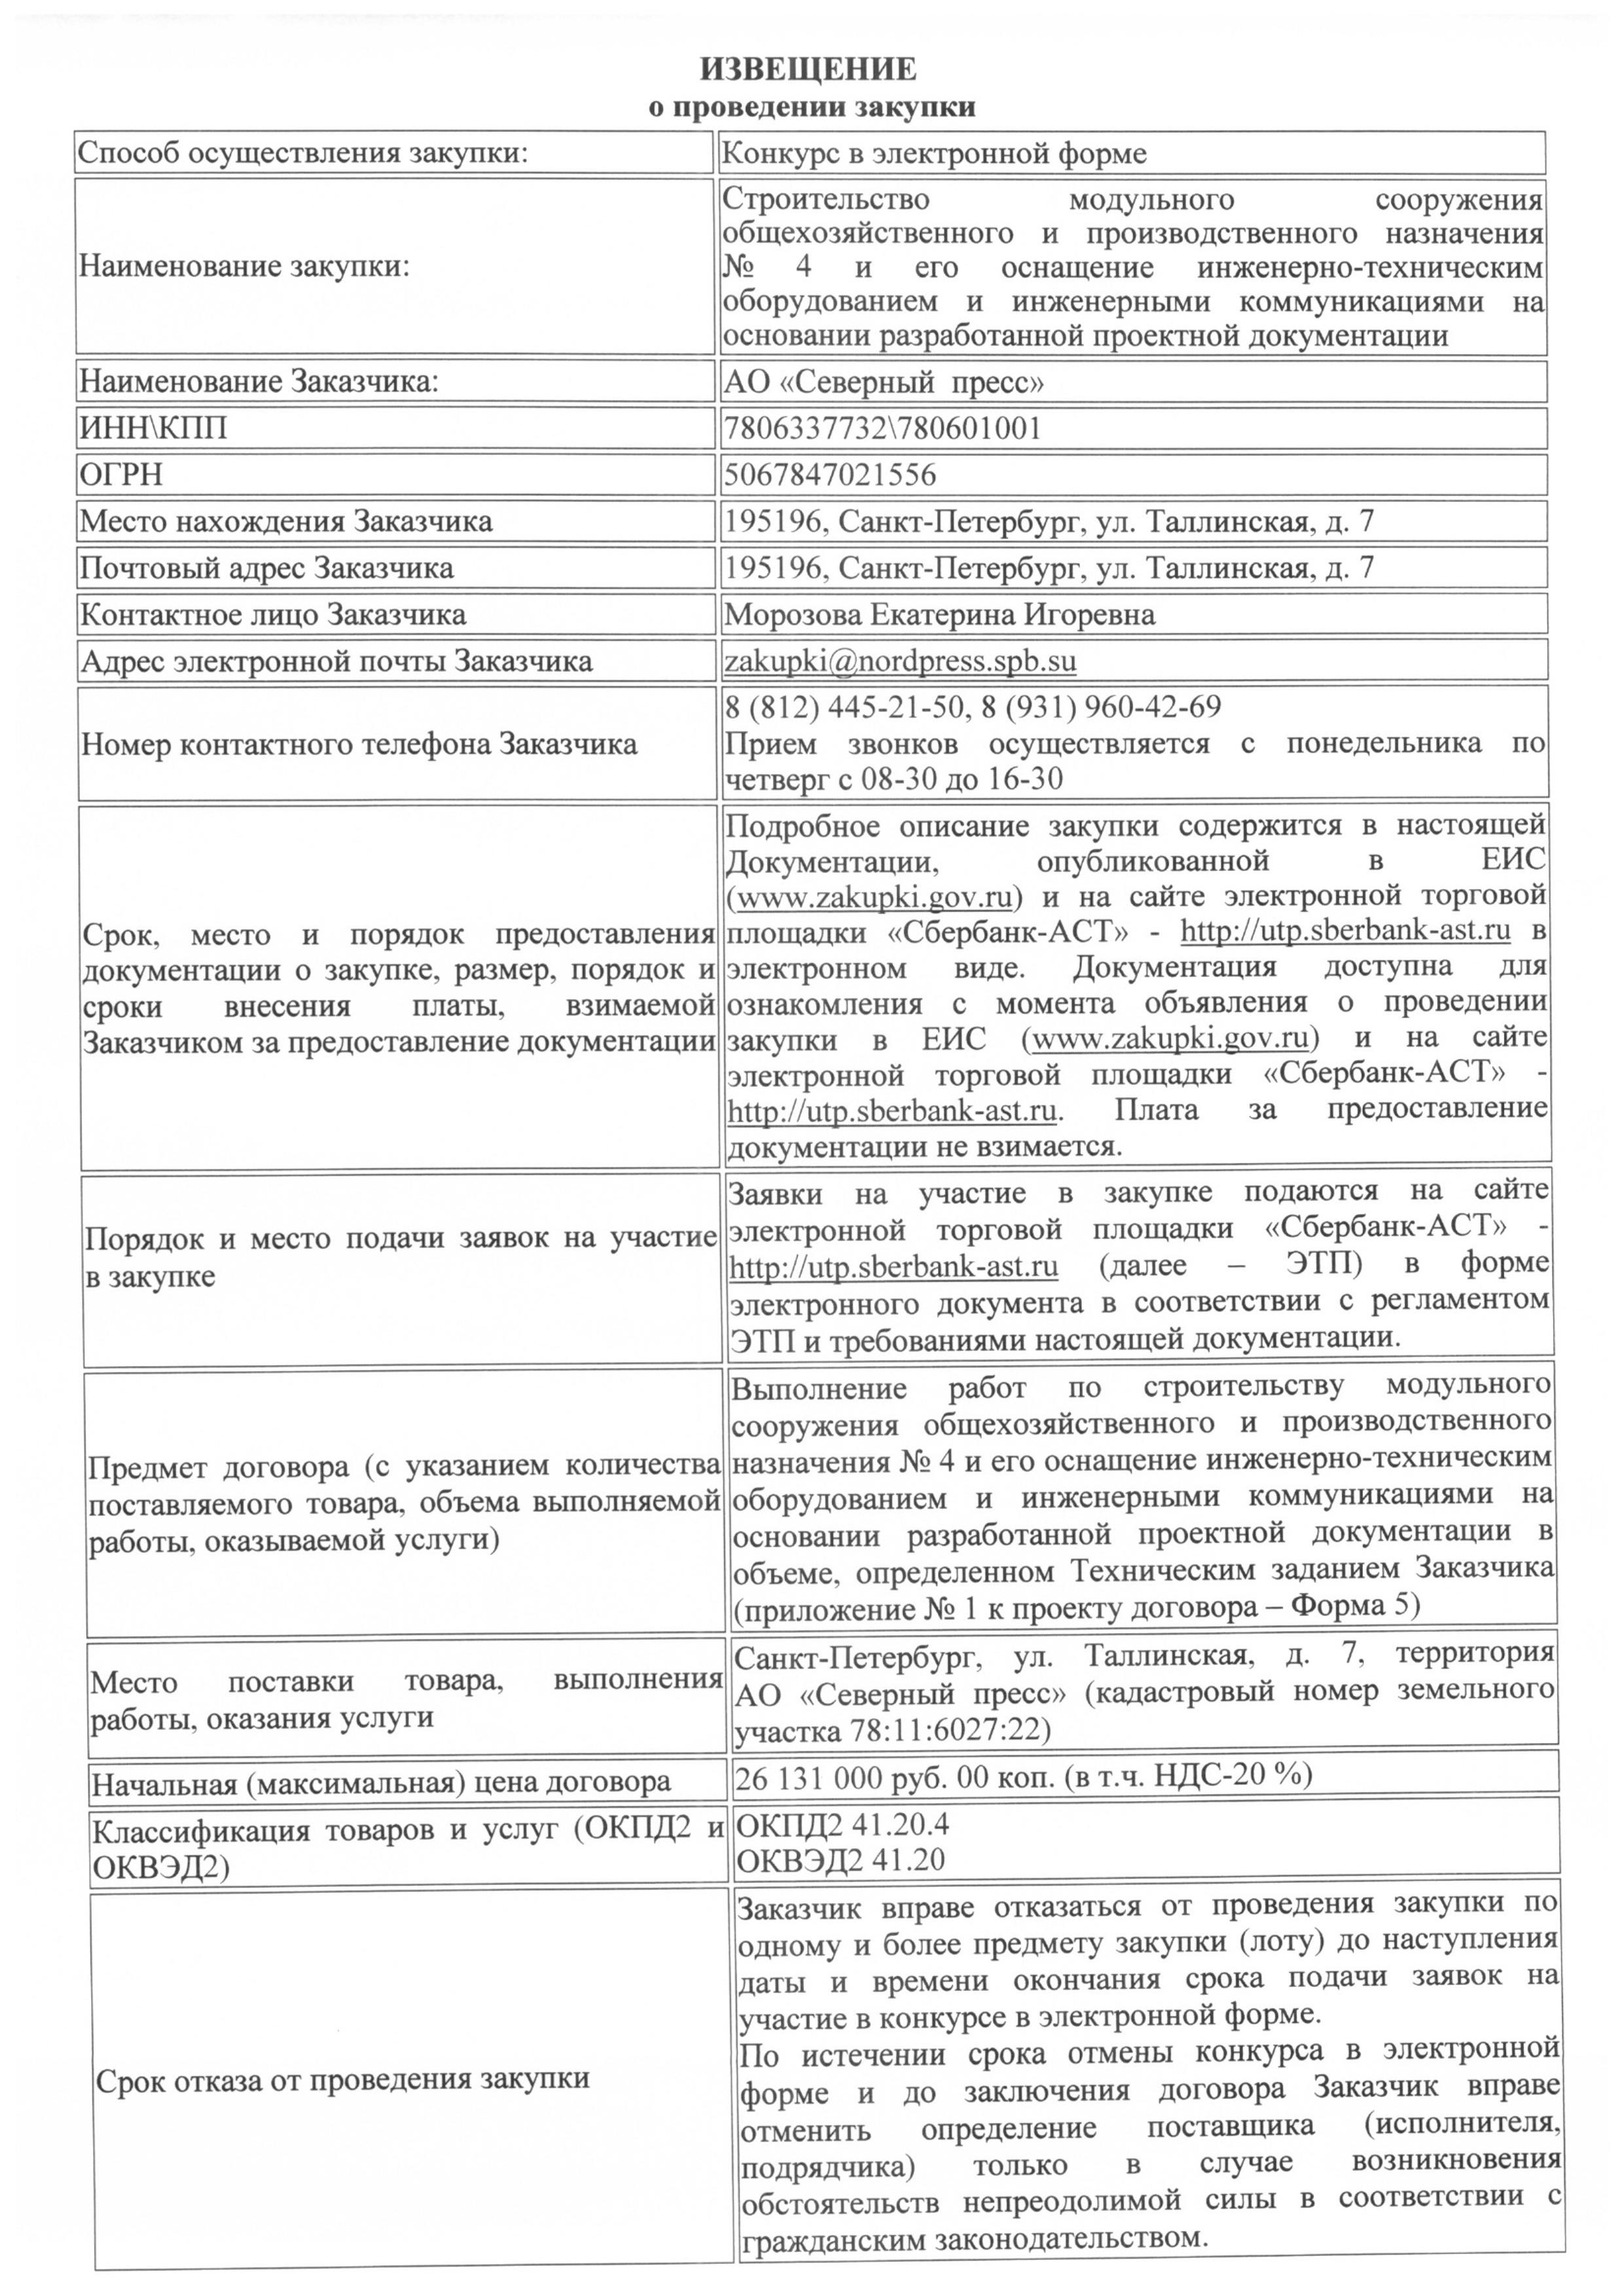 ИЗВЕЩЕНИЕ
о проведении закупки
Способ осуществления закупки:
Конкурс в электронной форме
Наименование закупки:
Строительство модульного сооружения
общехозяйственного и производственного назначения
№ 4 и его оснащение инженерно-техническим
оборудованием и инженерными коммуникациями на
основании разработанной проектной документации
Наименование Заказчика:
АО «Северный пресс»
ИНН\КПП
7806337732\780601001
ОГРН
5067847021556
Место нахождения Заказчика
195196, Санкт-Петербург, ул. Таллинская, д. 7
Почтовый адрес Заказчика
195196, Санкт-Петербург, ул. Таллинская, д. 7
Контактное лицо Заказчика
Морозова Екатерина Игоревна
Адрес электронной почты Заказчика
zakupki@nordpress.spb.su
Номер контактного телефона Заказчика
8 (812) 445-21-50, 8 (931) 960-42-69
Прием звонков осуществляется с понедельника по
четверг с 08-30 до 16-30
Срок, место и порядок предоставления
документации о закупке, размер, порядок и
сроки внесения платы, взимаемой
Заказчиком за предоставление документации
Подробное описание закупки содержится в настоящей
Документации, опубликованной в ЕИС
(www.zakupki.gov.ru) и на сайте электронной торговой
площадки «Сбербанк-АСТ» - http://utp.sberbank-ast.ru в
электронном виде. Документация доступна для
ознакомления с момента объявления о проведении
закупки в ЕИС (www.zakupki.gov.ru) и на сайте
электронной торговой площадки «Сбербанк-АСТ» -
http://utp.sberbank-ast.ru. Плата за предоставление
документации не взимается.
Порядок и место подачи заявок на участие
в закупке
Заявки на участие в закупке подаются на сайте
электронной торговой площадки «Сбербанк-АСТ» -
http://utp.sberbank-ast.ru (далее – ЭТП) в форме
электронного документа в соответствии с регламентом
ЭТП и требованиями настоящей документации.
Предмет договора (с указанием количества
поставляемого товара, объема выполняемой
работы, оказываемой услуги)
Выполнение работ по строительству модульного
сооружения общехозяйственного и производственного
назначения № 4 и его оснащение инженерно-техническим
оборудованием и инженерными коммуникациями на
основании разработанной проектной документации в
объеме, определенном Техническим заданием Заказчика
(приложение № 1 к проекту договора – Форма 5)
Место поставки товара, выполнения
работы, оказания услуги
Санкт-Петербург, ул. Таллинская, д. 7, территория
АО «Северный пресс» (кадастровый номер земельного
участка 78:11:6027:22)
Начальная (максимальная) цена договора
26 131 000 руб. 00 коп. (в т.ч. НДС-20 %)
Классификация товаров и услуг (ОКПД2 и
ОКВЭД2)
ОКПД2 41.20.4
ОКВЭД2 41.20
Срок отказа от проведения закупки
Заказчик вправе отказаться от проведения закупки по
одному и более предмету закупки (лоту) до наступления
даты и времени окончания срока подачи заявок на
участие в конкурсе в электронной форме.
По истечении срока отмены конкурса в электронной
форме и до заключения договора Заказчик вправе
отменить определение поставщика (исполнителя,
подрядчика) только в случае возникновения
обстоятельств непреодолимой силы в соответствии с
гражданским законодательством.